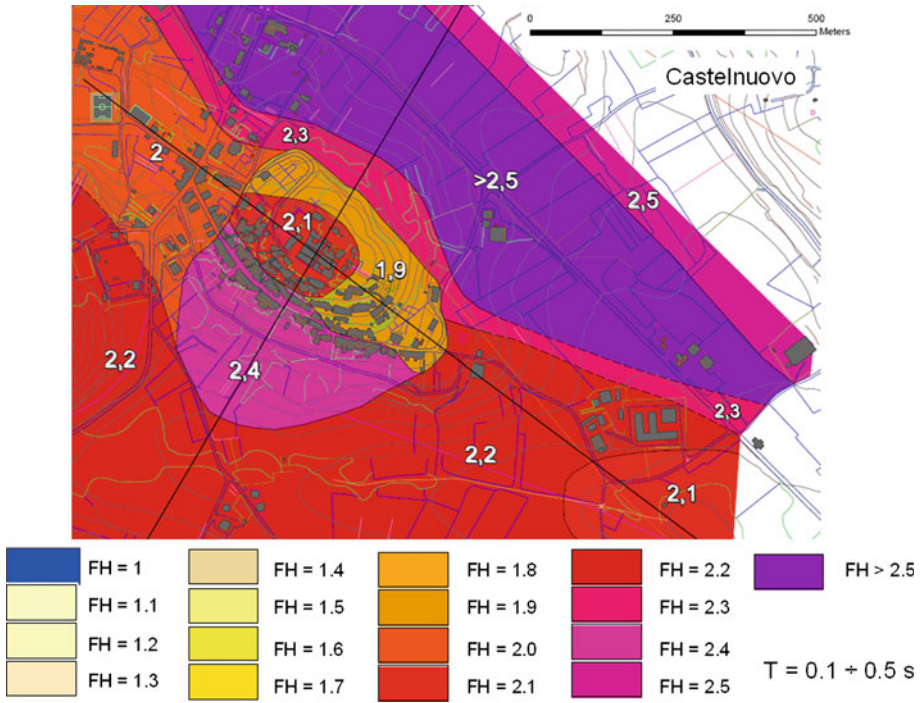 0 250 500
Meters
Castelnuovo
2,3
2
>2,5
2,5
2,1
1,9
2,2
2,4
2,3
2,2
2,1
FH = 1
FH = 1.1
FH = 1.2
FH = 1.3
FH = 1.4
FH = 1.5
FH = 1.6
FH = 1.7
FH = 1.8
FH = 1.9
FH = 2.0
FH = 2.1
FH = 2.2
FH = 2.3
FH = 2.4
FH = 2.5
FH > 2.5
T = 0.1 ÷ 0.5 s